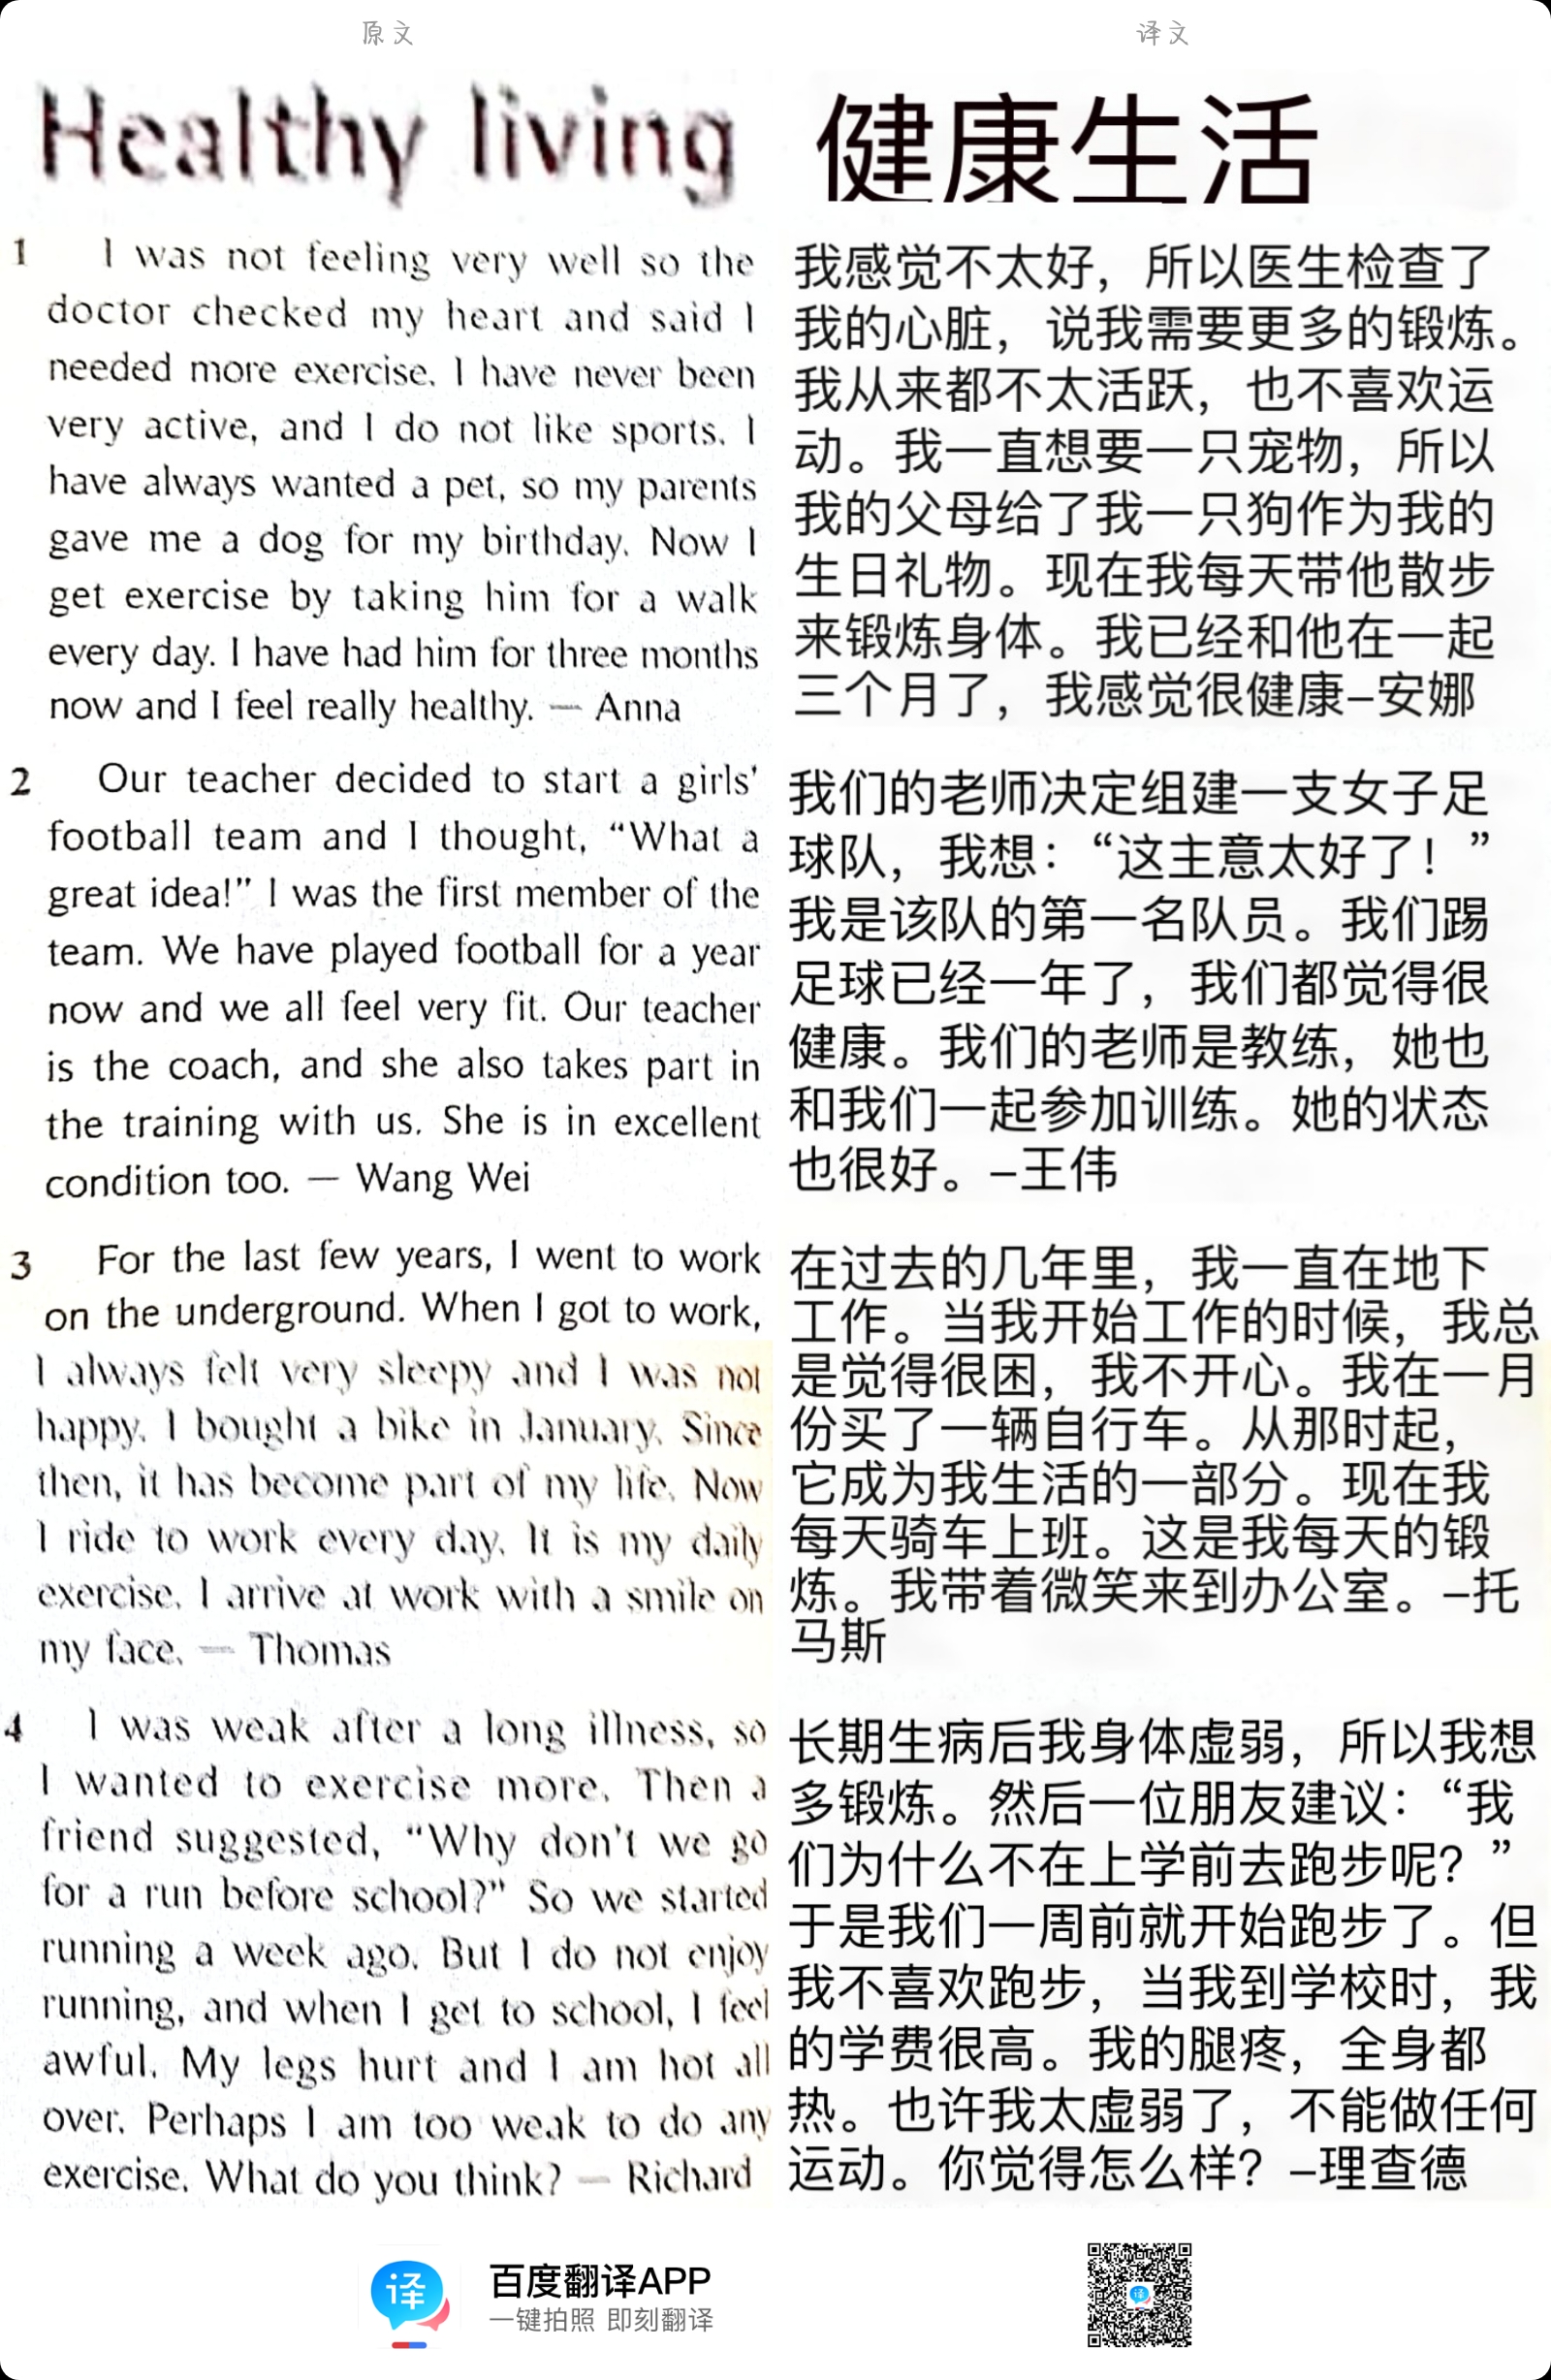 原文
译文
Healthy living
1 I was not feeling very well so the
doctor checked my heart and said I
needed more exercise. I have never been
very active, and I do not like sports. I
have always wanted a pet, so my parents
gave me a dog for my birthday. Now I
get exercise by taking him for a walk
every day. I have had him for three months
now and I feel really healthy. — Anna
2 Our teacher decided to start a girls'
football team and I thought, “What a
great idea!” I was the first member of the
team. We have played football for a year
now and we all feel very fit. Our teacher
is the coach, and she also takes part in
the training with us. She is in excellent
condition too. — Wang Wei
3 For the last few years, I went to work
on the underground. When I got to work,
I always felt very sleepy and I was not
happy. I bought a bike in January. Since
then, it has become part of my life. Now
I ride to work every day. It is my daily
exercise. I arrive at work with a smile on
my face. — Thomas
4 I was weak after a long illness, so
I wanted to exercise more. Then a
friend suggested, “Why don't we go
for a run before school?” So we started
running a week ago. But I do not enjoy
running, and when I get to school, I feel
awful. My legs hurt and I am hot all
over. Perhaps I am too weak to do any
exercise. What do you think? — Richard
健康生活
我感觉不太好，所以医生检查了
我的心脏，说我需要更多的锻炼。
我从来都不太活跃，也不喜欢运
动。我一直想要一只宠物，所以
我的父母给了我一只狗作为我的
生日礼物。现在我每天带他散步
来锻炼身体。我已经和他在一起
三个月了，我感觉很健康–安娜
我们的老师决定组建一支女子足
球队，我想：“这主意太好了！”
我是该队的第一名队员。我们踢
足球已经一年了，我们都觉得很
健康。我们的老师是教练，她也
和我们一起参加训练。她的状态
也很好。–王伟
在过去的几年里，我一直在地下
工作。当我开始工作的时候，我总
是觉得很困，我不开心。我在一月
份买了一辆自行车。从那时起，
它成为我生活的一部分。现在我
每天骑车上班。这是我每天的锻
炼。我带着微笑来到办公室。–托
马斯
长期生病后我身体虚弱，所以我想
多锻炼。然后一位朋友建议：“我
们为什么不在上学前去跑步呢？”
于是我们一周前就开始跑步了。但
我不喜欢跑步，当我到学校时，我
的学费很高。我的腿疼，全身都
热。也许我太虚弱了，不能做任何
运动。你觉得怎么样？–理查德
译
百度翻译APP
一键拍照 即刻翻译
译